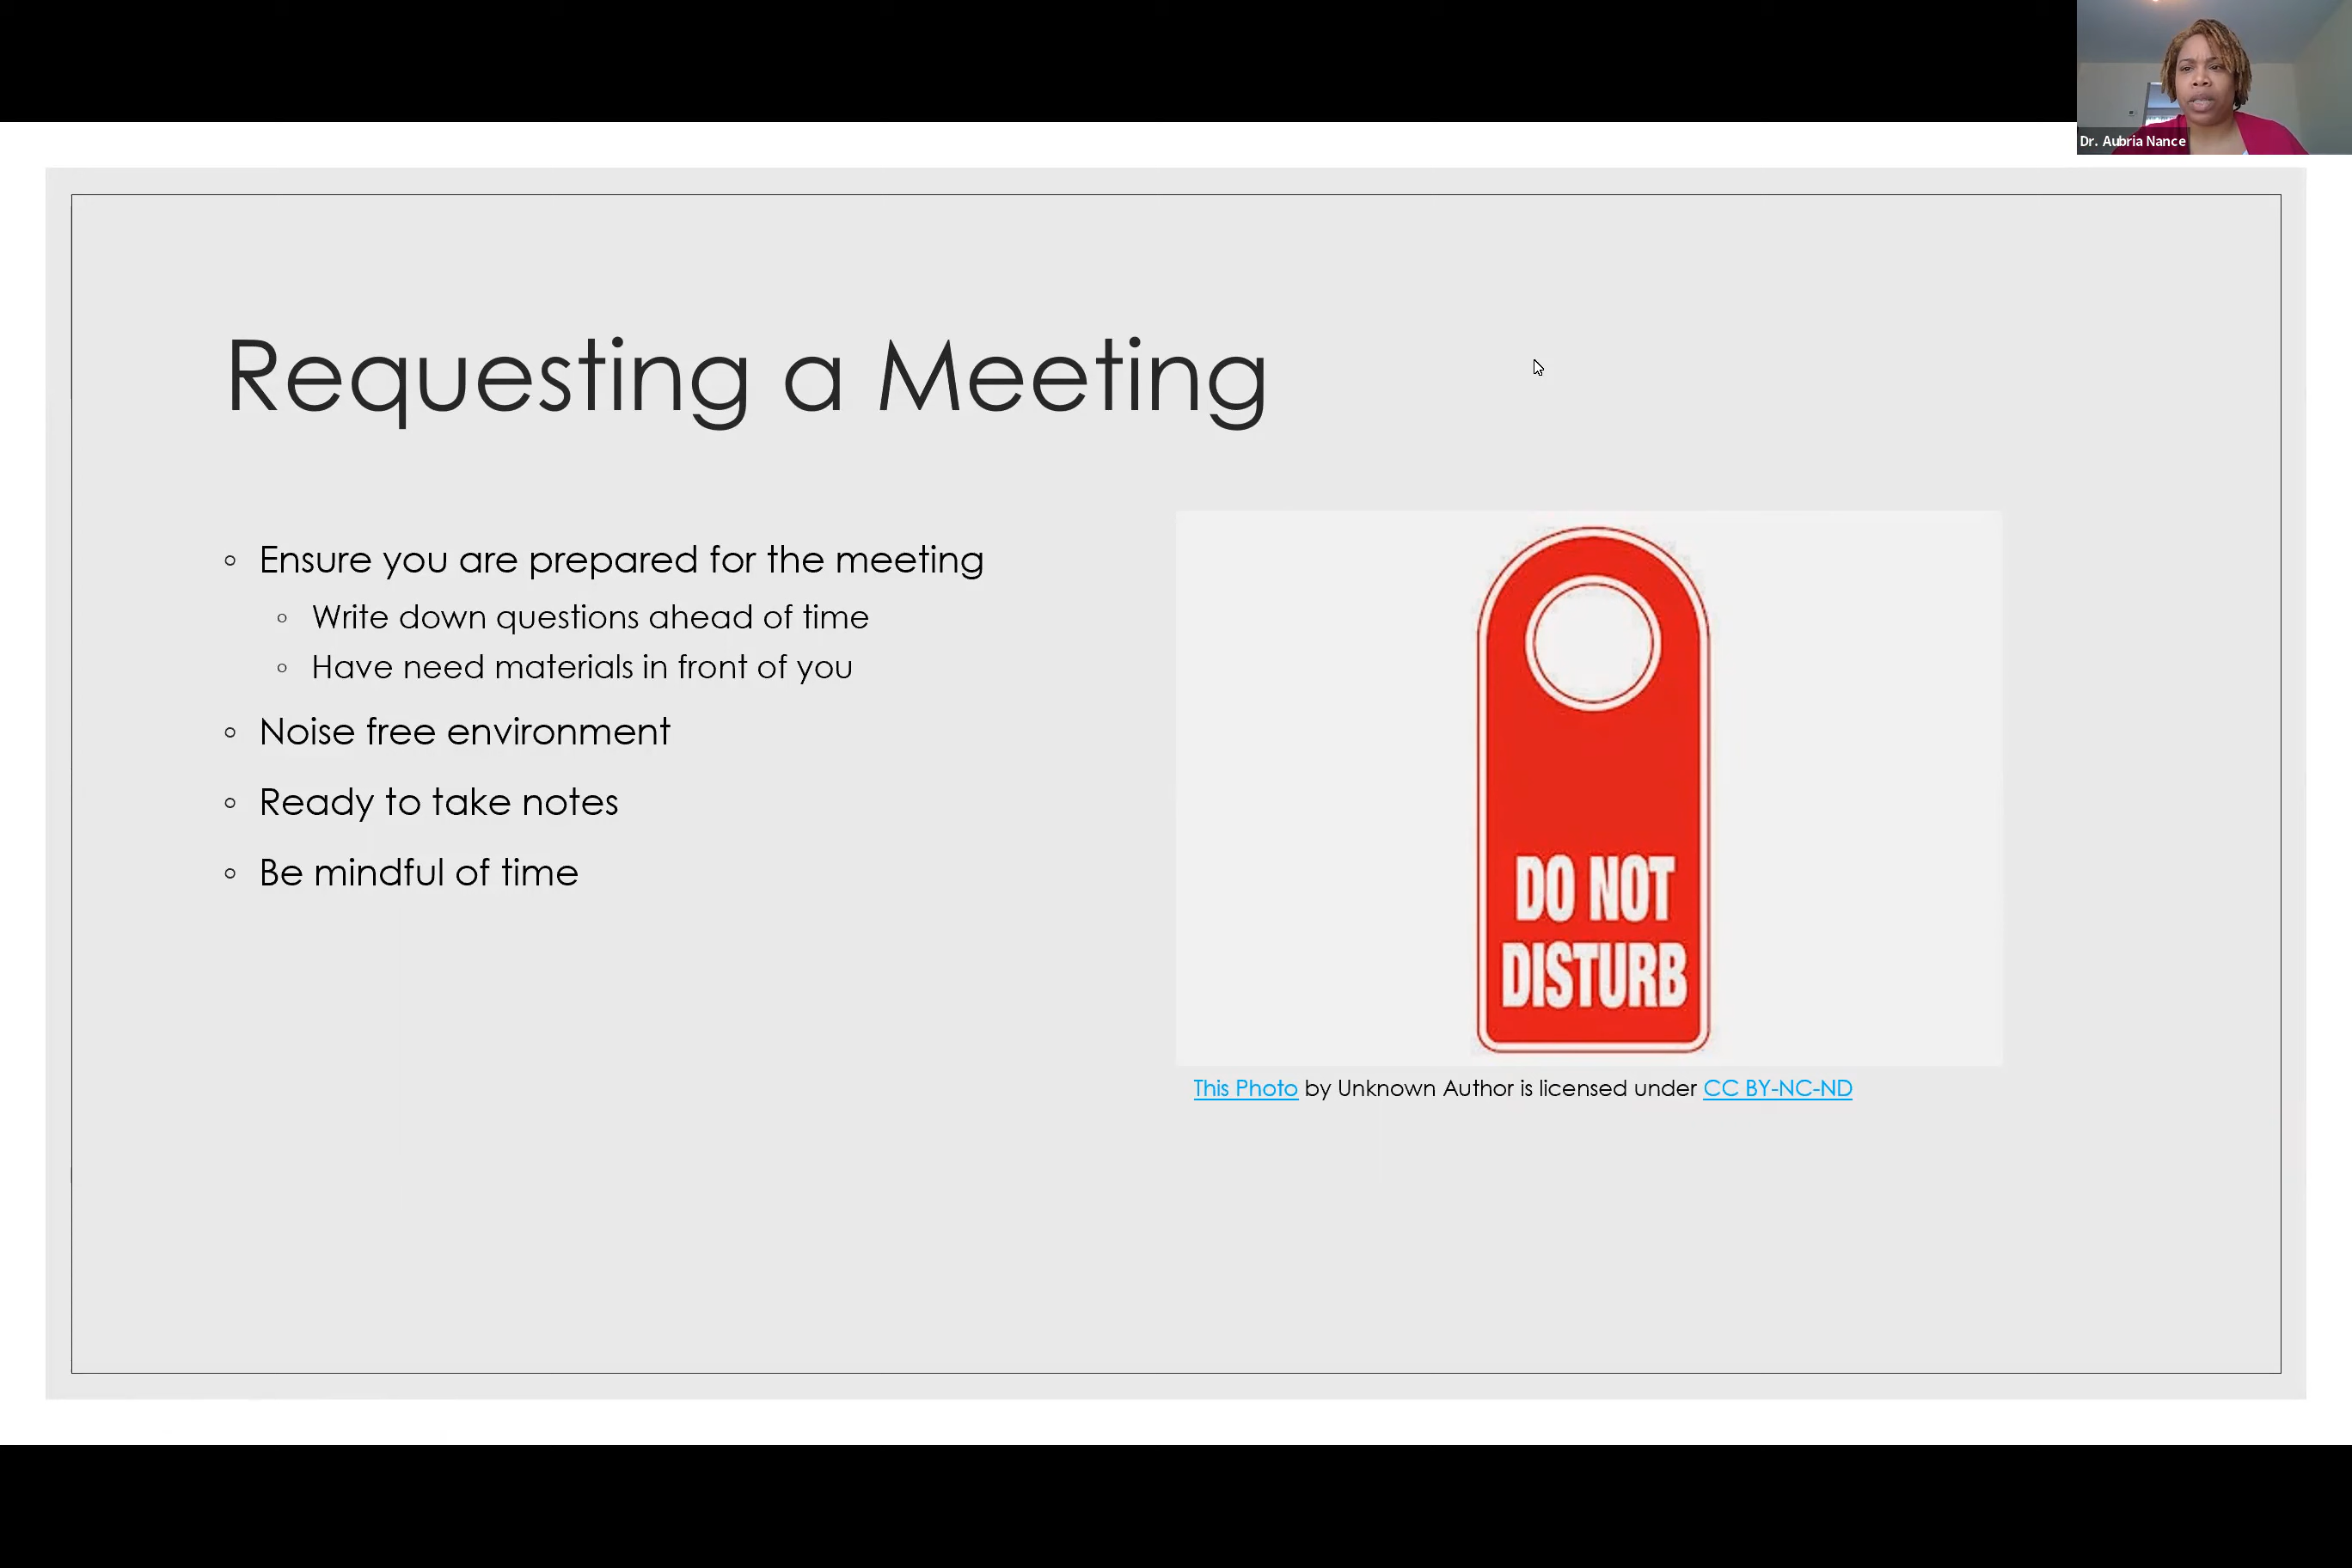 Dr. Aubria Nance
Requesting a Meeting
Ensure you are prepared for the meeting
Write down questions ahead of time
Have need materials in front of you
Noise free environment
Ready to take notes
Be mindful of time
DO NOT
DISTURB
This Photo by Unknown Author is licensed under CC BY-NC-ND